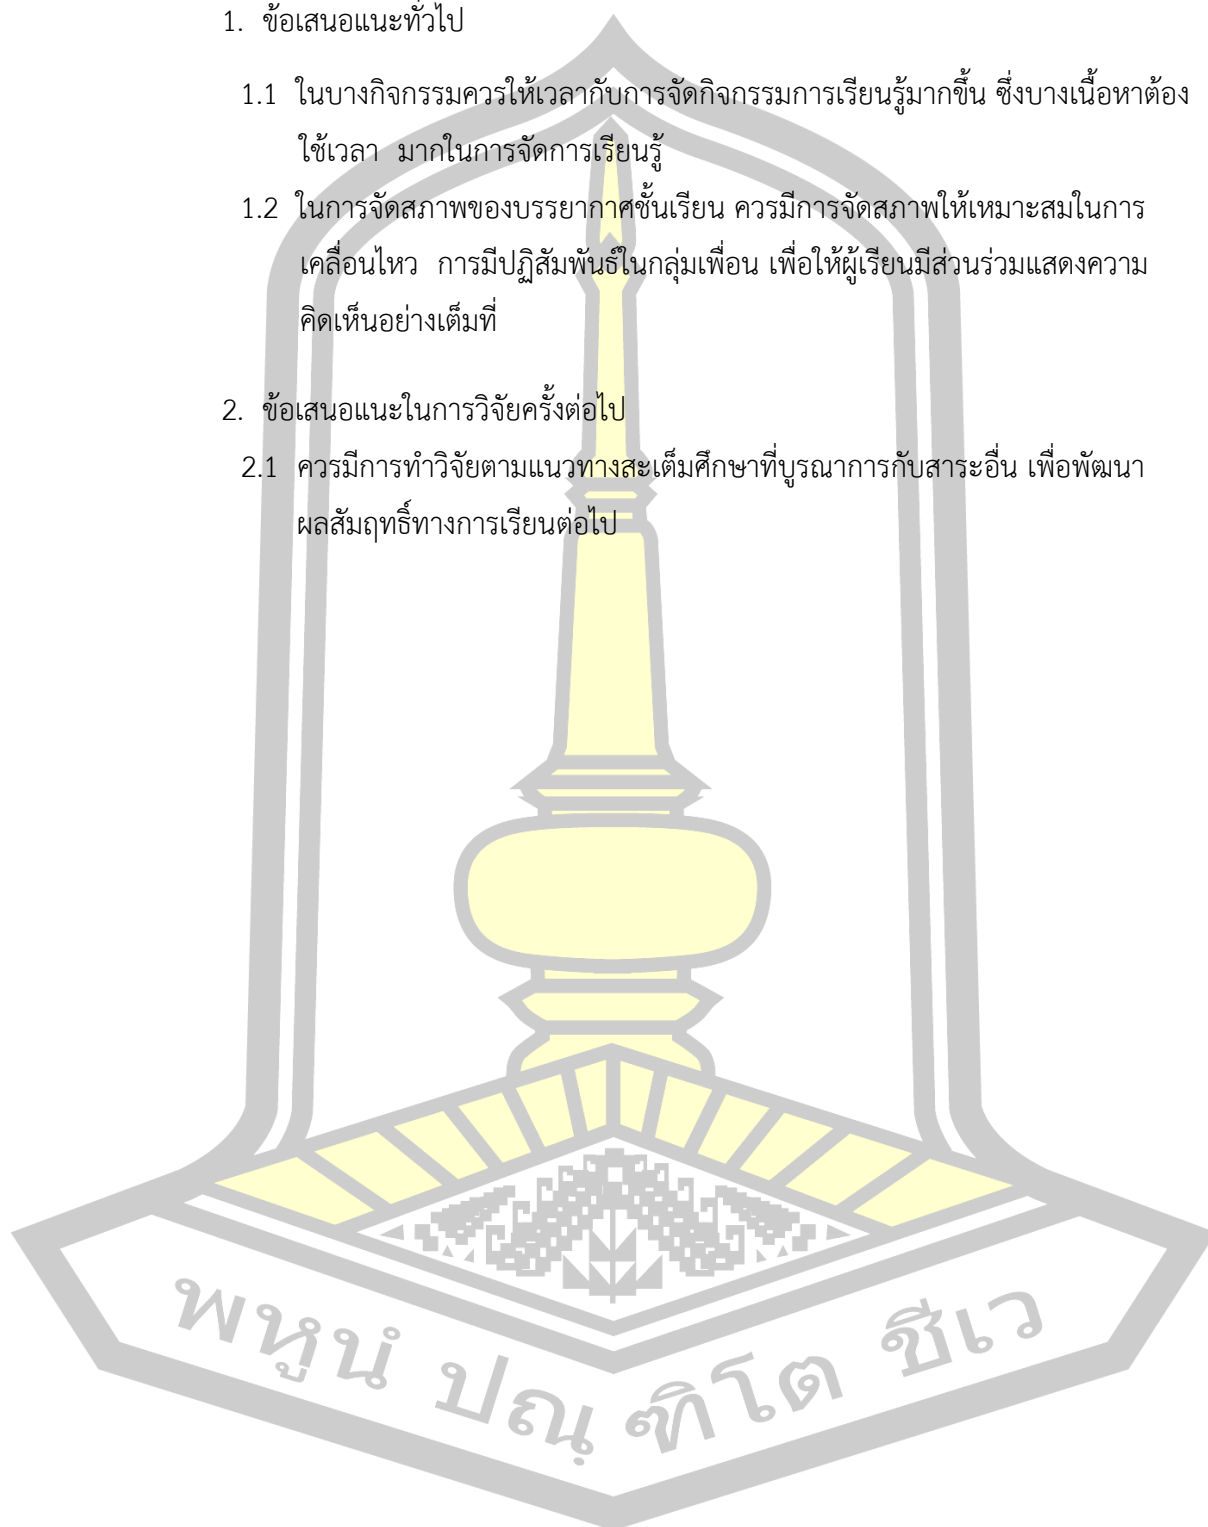 1. ข้อเสนอแนะทั่วไป
1.1 ในบางกิจกรรมควรให้เวลากับการจัดกิจกรรมการเรียนรู้มากขึ้น ซึ่งบางเนื้อหาต้อง
ใช้เวลา มากในการจัดการเรียนรู้
1.2 ในการจัดสภาพของบรรยากาศชั้นเรียน ควรมีการจัดสภาพให้เหมาะสมในการ
เคลื่อนไหว การมีปฏิสัมพันธ์ในกลุ่มเพื่อน เพื่อให้ผู้เรียนมีส่วนร่วมแสดงความ
คิดเห็นอย่างเต็มที่
2. ข้อเสนอแนะในการวิจัยครั้งต่อไป
2.1 ควรมีการทำวิจัยตามแนวทางสะเต็มศึกษาที่บูรณาการกับสาระอื่น เพื่อพัฒนา
ผลสัมฤทธิ์ทางการเรียนต่อไป
พหูนํ ปณฺฑิโต ชีเว